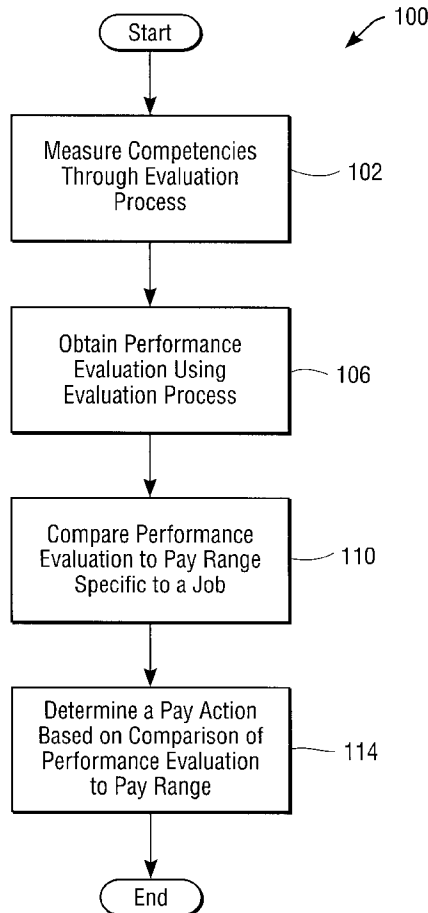 100
Start
Measure Competencies
Through Evaluation
Process
102
Obtain Performance
Evaluation Using
Evaluation Process
106
Compare Performance
Evaluation to Pay Range
Specific to a Job
110
Determine a Pay Action
Based on Comparison of
Performance Evaluation
to Pay Range
114
End